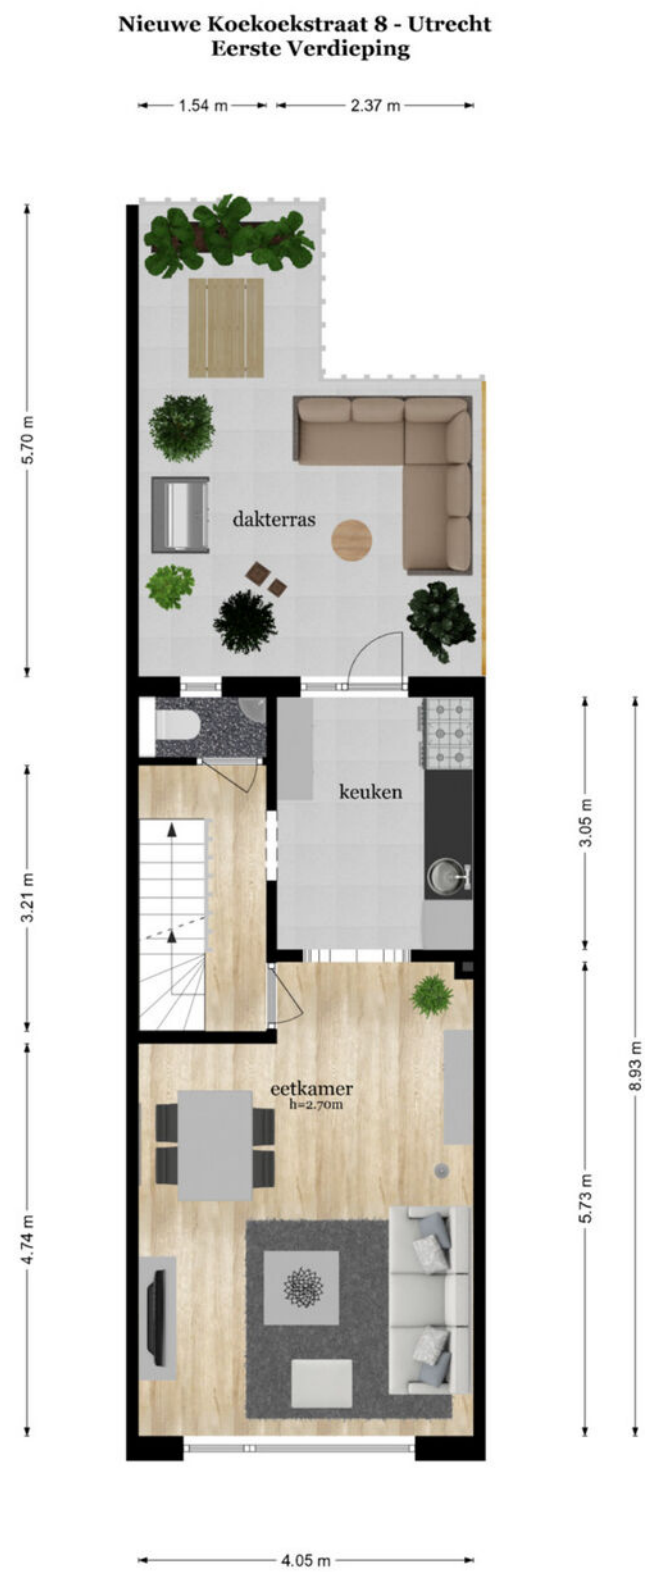 Nieuwe Koekoekstraat 8 - Utrecht
Eerste Verdieping
1.54 m
2.37 m
5.70 m
dakterras
keuken
3.05 m
3.21 m
8.93 m
eetkamer
h=2.70m
5.73 m
4.74 m
4.05 m